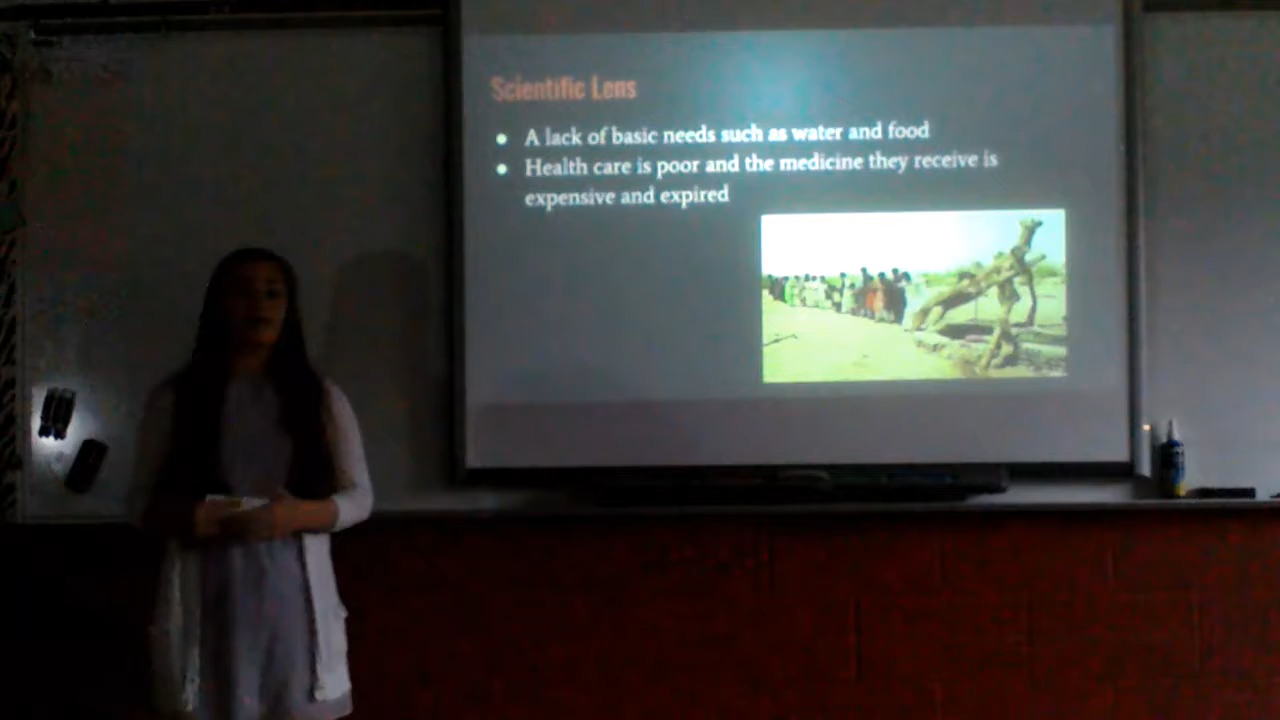 Scientific Lens
● A lack of basic needs such as water and food
● Health care is poor and the medicine they receive is
expensive and expired